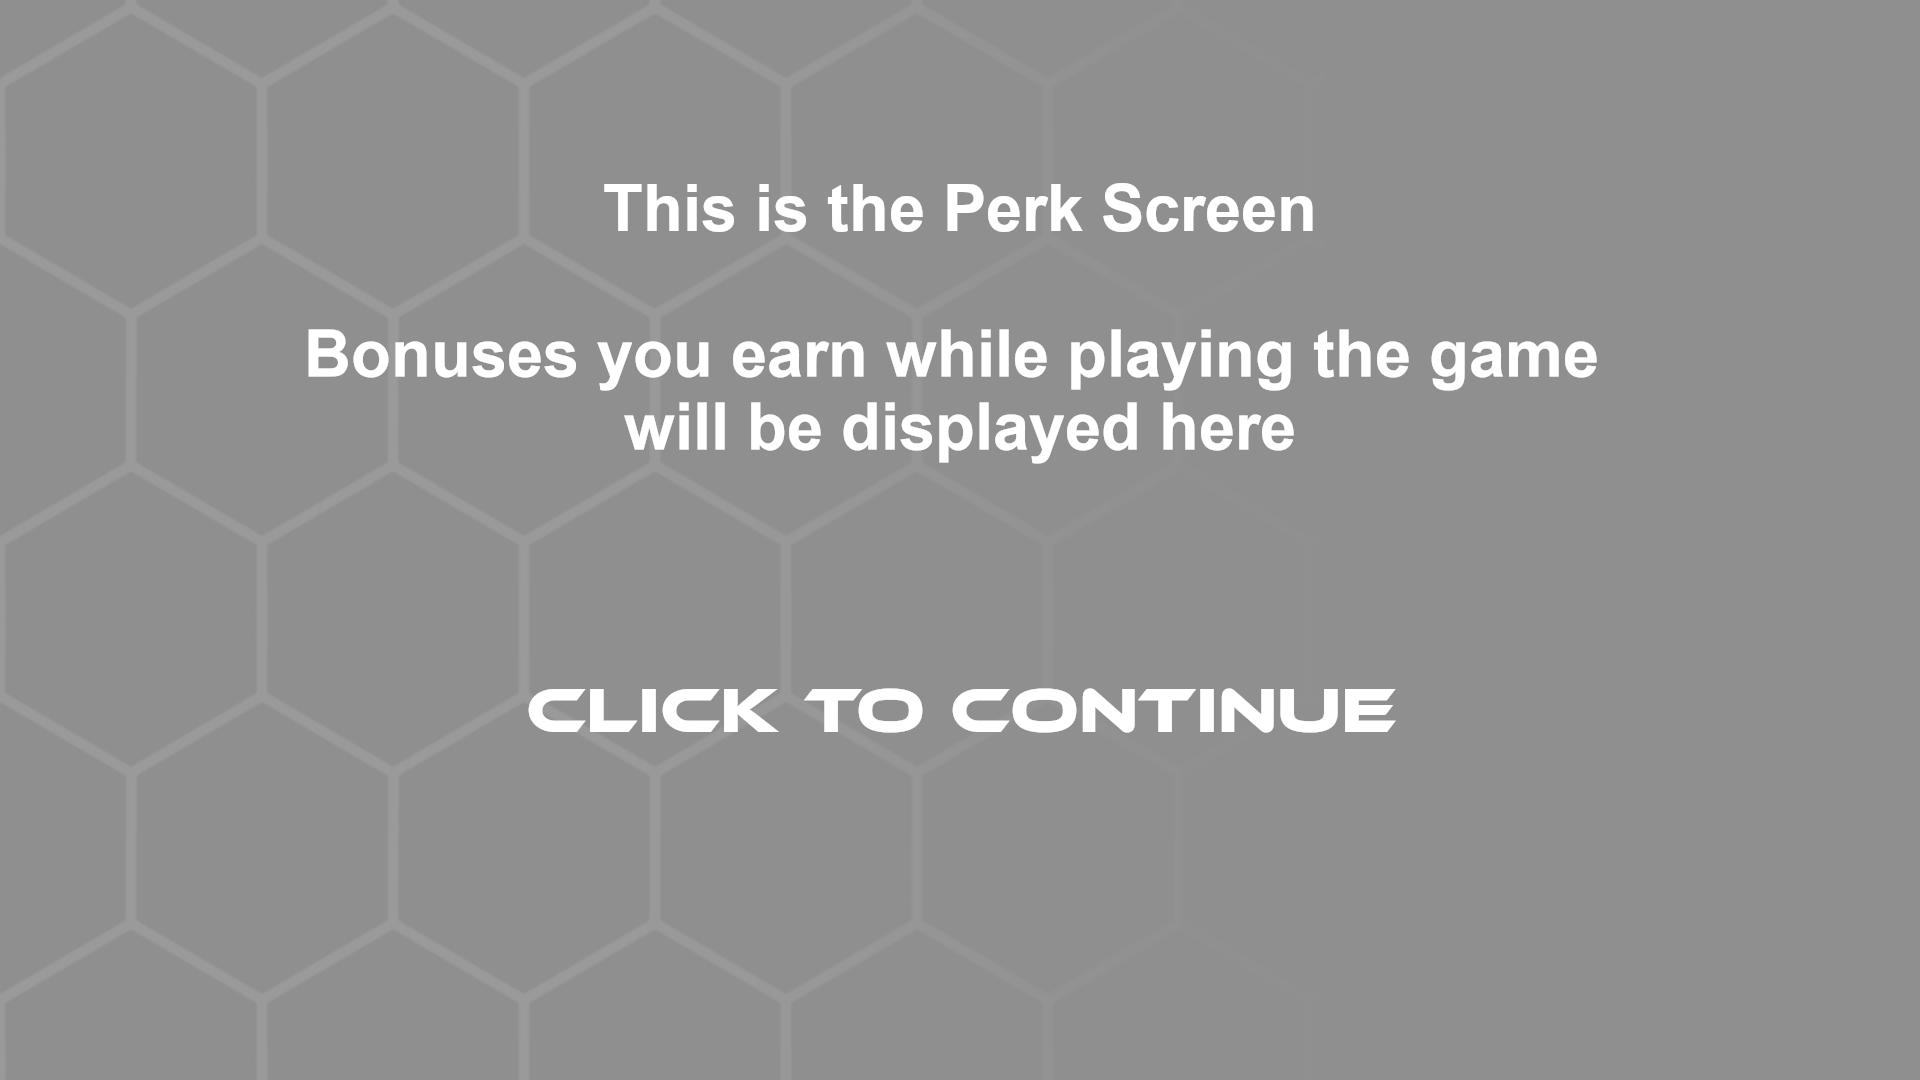 This is the Perk Screen
Bonuses you earn while playing the game
will be displayed here
CLICK TO CONTINUE